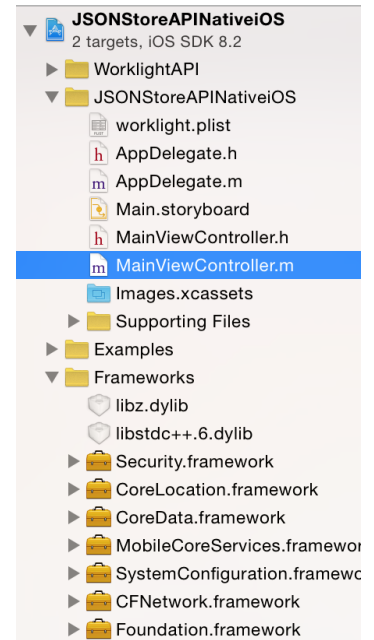 JSONStoreAPINativeiOS
2 targets, iOS SDK 8.2
WorklightAPI
JSONStoreAPINativeiOS
worklight.plist
h AppDelegate.h
m AppDelegate.m
Main.storyboard
h MainViewController.h
m MainViewController.m
Images.xcassets
Supporting Files
Examples
Frameworks
libz.dylib
libstdc++.6.dylib
Security.framework
CoreLocation.framework
CoreData.framework
MobileCoreServices.framewor
SystemConfiguration.framewo
CFNetwork.framework
Foundation.framework